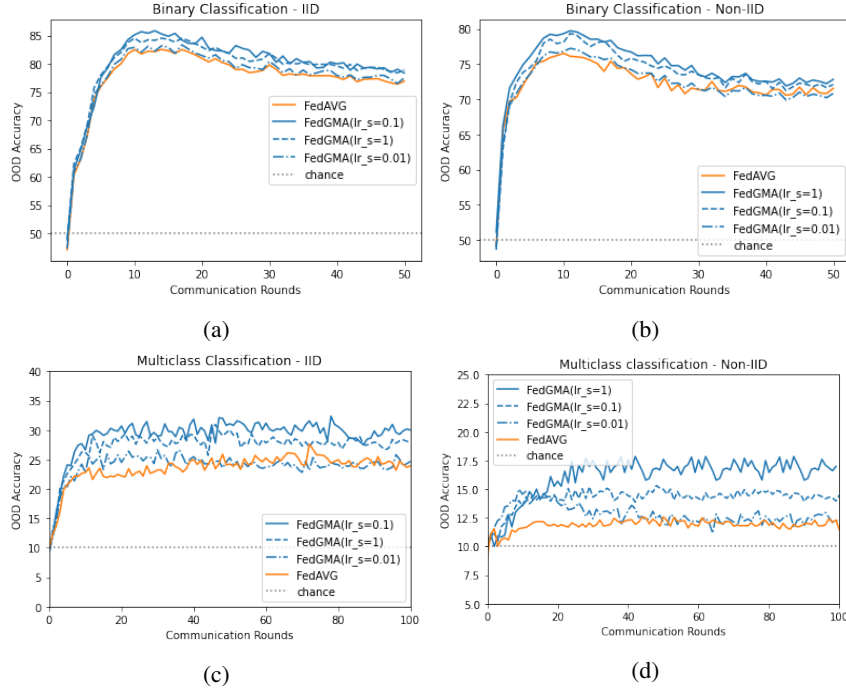 Binary Classification - IID
85
80
75
70
65
60
55
50
OOD Accuracy
FedAVG
FedGMA(lr_s=0.1)
FedGMA(lr_s=1)
FedGMA(lr_s=0.01)
chance
0 10 20 30 40 50
Communication Rounds
(a)
Binary Classification - Non-IID
80
75
70
65
60
55
50
OOD Accuracy
FedAVG
FedGMA(lr_s=1)
FedGMA(lr_s=0.1)
FedGMA(lr_s=0.01)
chance
0 10 20 30 40 50
Communication Rounds
(b)
Multiclass Classification - IID
40
35
30
25
20
15
10
5
0
OOD Accuracy
FedGMA(lr_s=0.1)
FedGMA(lr_s=1)
FedGMA(lr_s=0.01)
FedAVG
chance
0 20 40 60 80 100
Communication Rounds
(c)
Multiclass classification - Non-IID
25.0
22.5
20.0
17.5
15.0
12.5
10.0
7.5
5.0
OOD Accuracy
FedGMA(lr_s=1)
FedGMA(lr_s=0.1)
FedGMA(lr_s=0.01)
FedAVG
chance
0 20 40 60 80 100
Communication Rounds
(d)